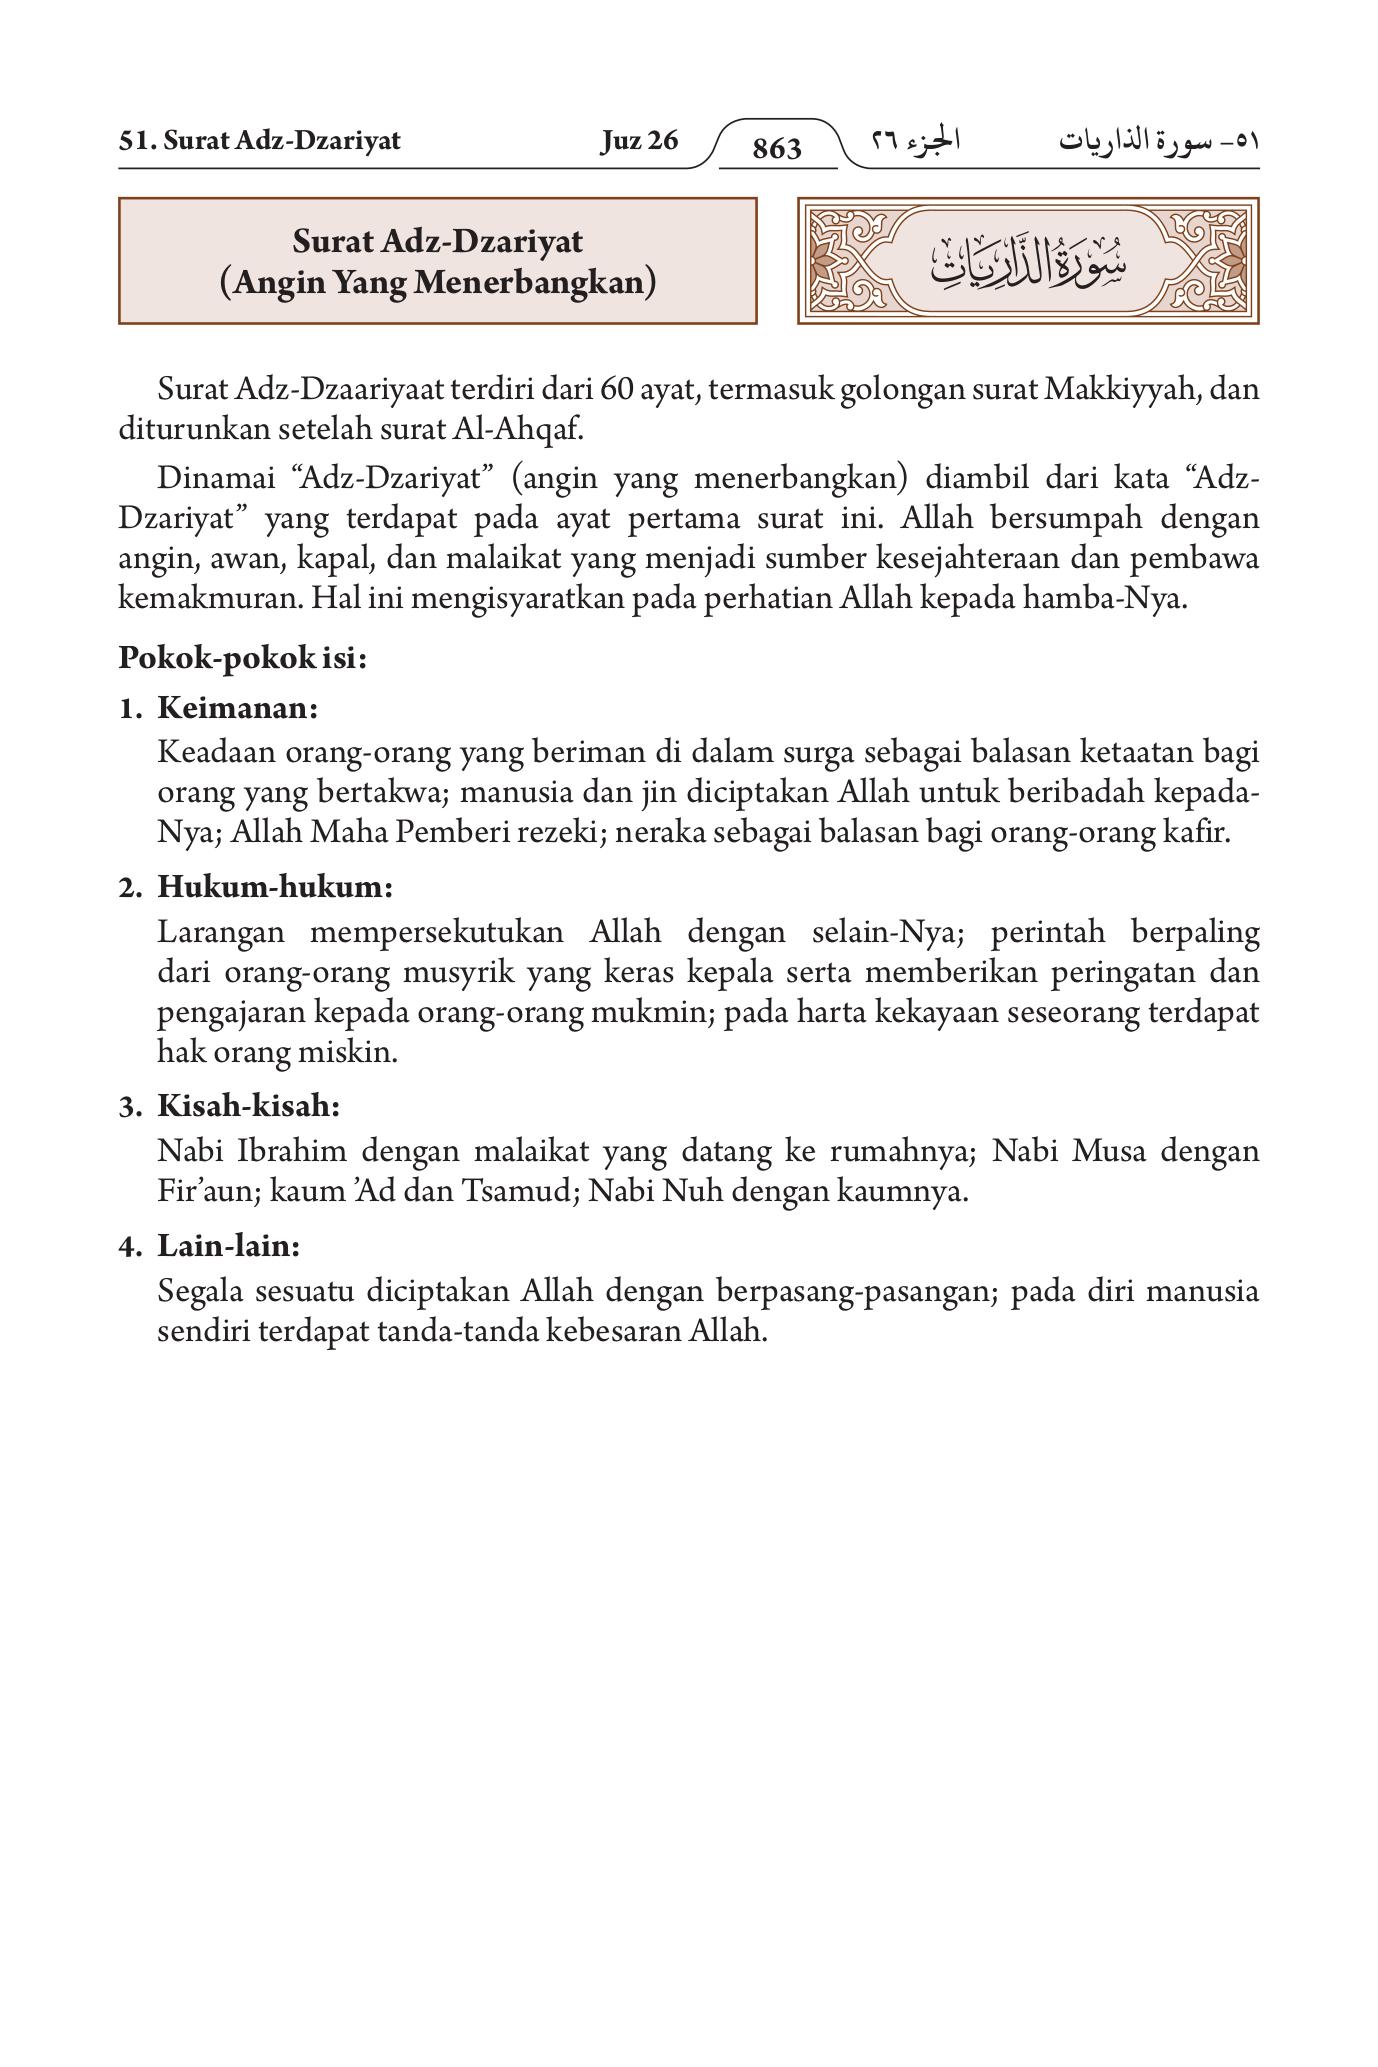 51. Surat Adz-Dzariyat Juz 26 863 الجزء ٢٦ ٥١- سورة الذاريات
Surat Adz-Dzariyat
(Angin Yang Menerbangkan)
سُوْرَةُ الذَّارِيَاتِ
Surat Adz-Dzaariyaat terdiri dari 60 ayat, termasuk golongan surat Makkiyyah, dan
diturunkan setelah surat Al-Ahqaf.
Dinamai “Adz-Dzariyat” (angin yang menerbangkan) diambil dari kata “Adz-
Dzariyat” yang terdapat pada ayat pertama surat ini. Allah bersumpah dengan
angin, awan, kapal, dan malaikat yang menjadi sumber kesejahteraan dan pembawa
kemakmuran. Hal ini mengisyaratkan pada perhatian Allah kepada hamba-Nya.
Pokok-pokok isi:
1. Keimanan:
Keadaan orang-orang yang beriman di dalam surga sebagai balasan ketaatan bagi
orang yang bertakwa; manusia dan jin diciptakan Allah untuk beribadah kepada-
Nya; Allah Maha Pemberi rezeki; neraka sebagai balasan bagi orang-orang kafir.
2. Hukum-hukum:
Larangan mempersekutukan Allah dengan selain-Nya; perintah berpaling
dari orang-orang musyrik yang keras kepala serta memberikan peringatan dan
pengajaran kepada orang-orang mukmin; pada harta kekayaan seseorang terdapat
hak orang miskin.
3. Kisah-kisah:
Nabi Ibrahim dengan malaikat yang datang ke rumahnya; Nabi Musa dengan
Fir’aun; kaum ’Ad dan Tsamud; Nabi Nuh dengan kaumnya.
4. Lain-lain:
Segala sesuatu diciptakan Allah dengan berpasang-pasangan; pada diri manusia
sendiri terdapat tanda-tanda kebesaran Allah.